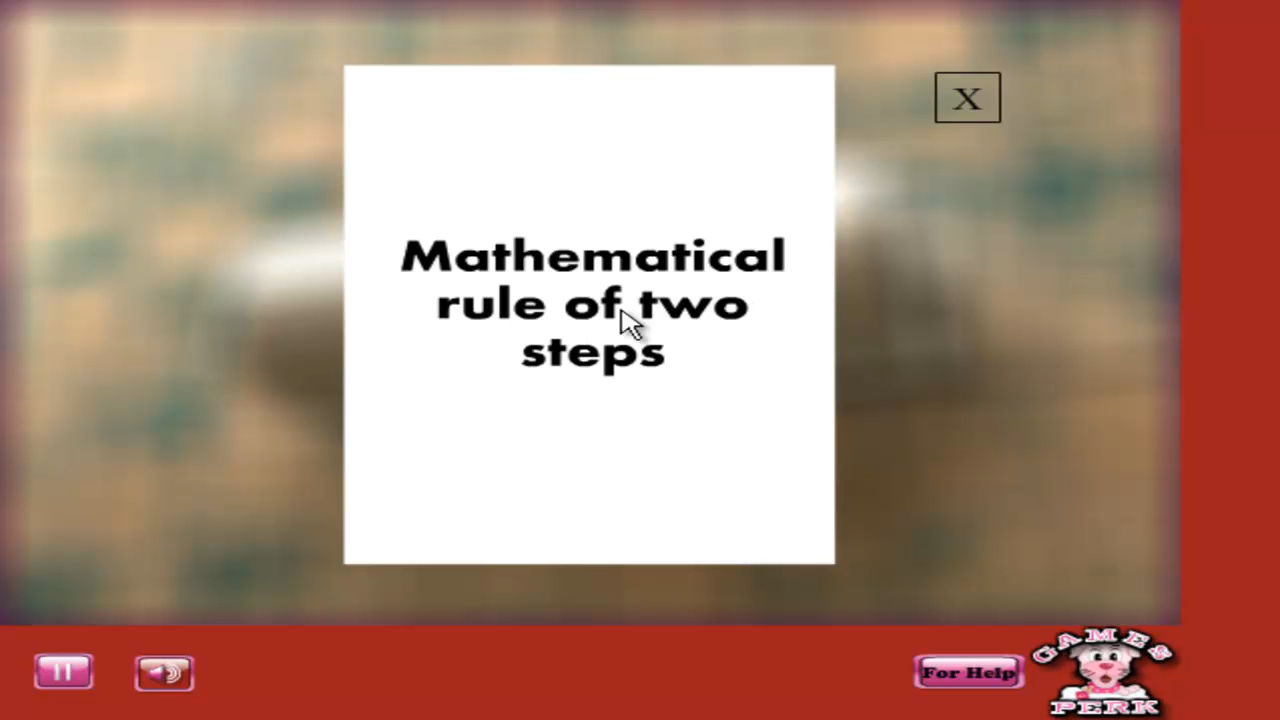 X
Mathematical
rule of two
steps
For Help
GAMES
PERK